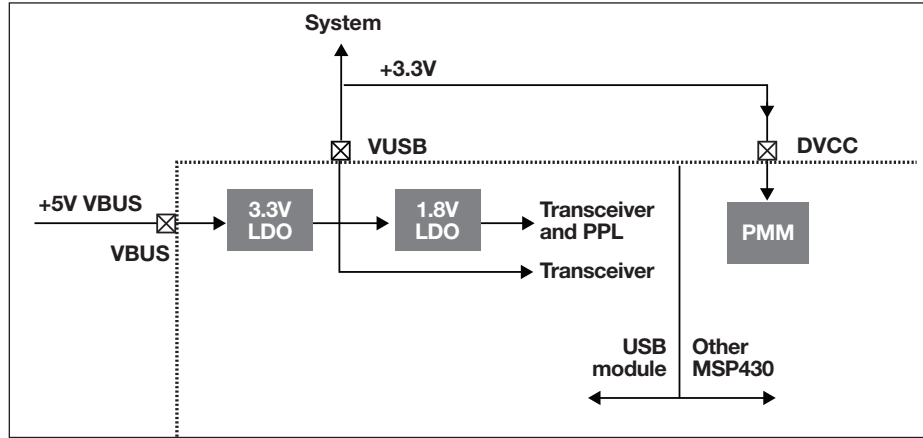 System
+3.3V
VUSB
DVCC
+5V VBUS
VBUS
3.3V
LDO
1.8V
LDO
Transceiver
and PPL
Transceiver
PMM
USB
module
Other
MSP430